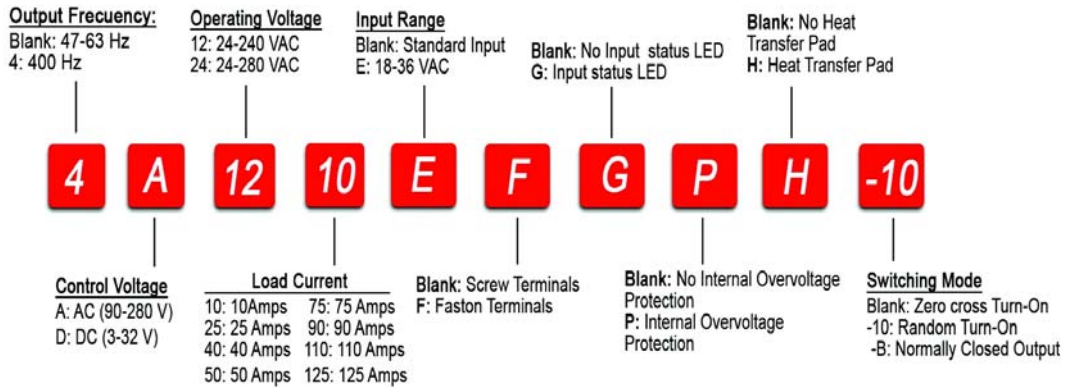 Output Frecuency:
Blank: 47-63 Hz
4: 400 Hz
Operating Voltage
12: 24-240 VAC
24: 24-280 VAC
Input Range
Blank: Standard Input
E: 18-36 VAC
Blank: No Input status LED
G: Input status LED
Blank: No Heat
Transfer Pad
H: Heat Transfer Pad
4 A 12 10 E F G P H -10
Control Voltage
A: AC (90-280 V)
D: DC (3-32 V)
Load Current
10: 10Amps 75: 75 Amps
25: 25 Amps 90: 90 Amps
40: 40 Amps 110: 110 Amps
50: 50 Amps 125: 125 Amps
Blank: Screw Terminals
F: Faston Terminals
Blank: No Internal Overvoltage
Protection
P: Internal Overvoltage
Protection
Switching Mode
Blank: Zero cross Turn-On
-10: Random Turn-On
-B: Normally Closed Output